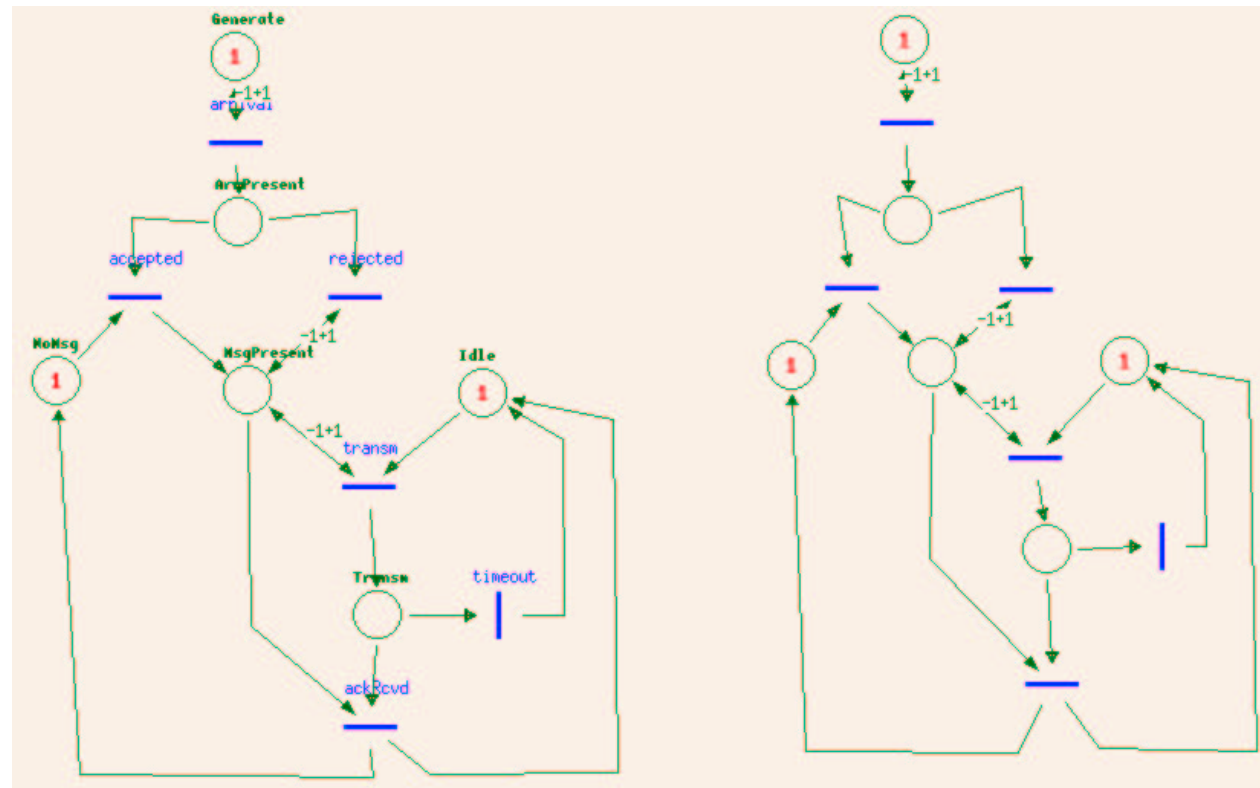 Generate
1
-1+1
arrival
ArvPresent
accepted
rejected
-1+1
NoMsg
MsgPresent
Idle
1
1
-1+1
transm
Transm
timeout
ackRcvd
1
-1+1
-1+1
1
1
-1+1